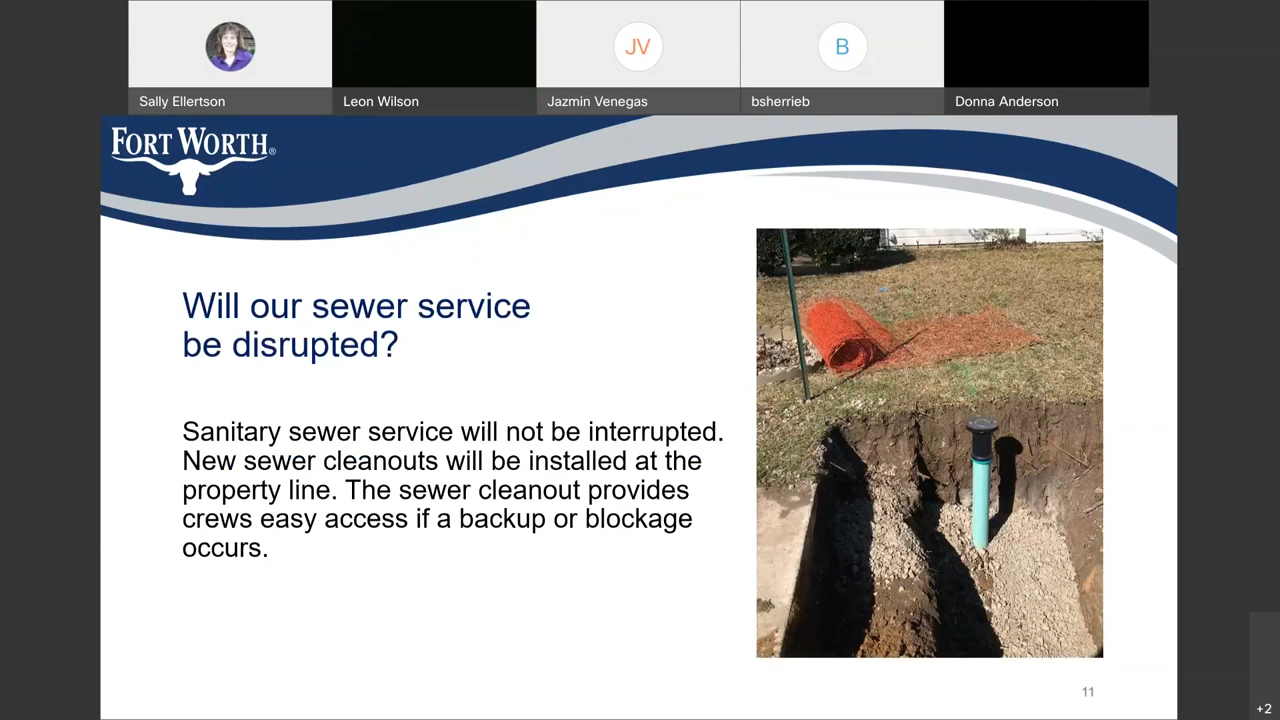 JV
B
Sally Ellertson
Leon Wilson
Jazmin Venegas
bsherrieb
Donna Anderson
FORT WORTH®
Will our sewer service
be disrupted?
Sanitary sewer service will not be interrupted.
New sewer cleanouts will be installed at the
property line. The sewer cleanout provides
crews easy access if a backup or blockage
occurs.
11
+2